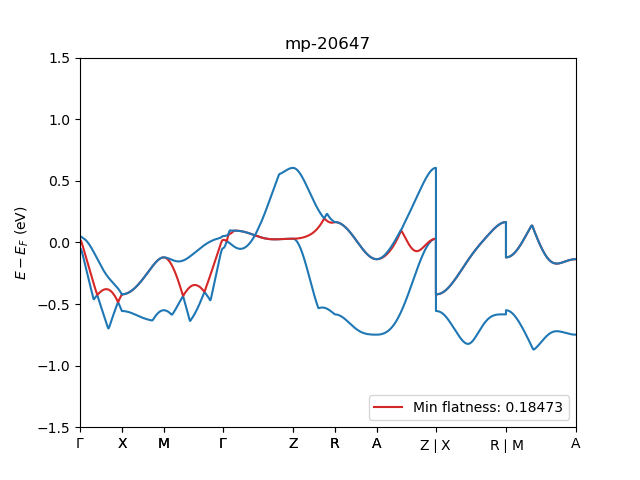 mp-20647
E − E_F (eV)
1.5
1.0
0.5
0.0
−0.5
−1.0
−1.5
Min flatness: 0.18473
Γ X M Γ Z R A Z | X R | M A